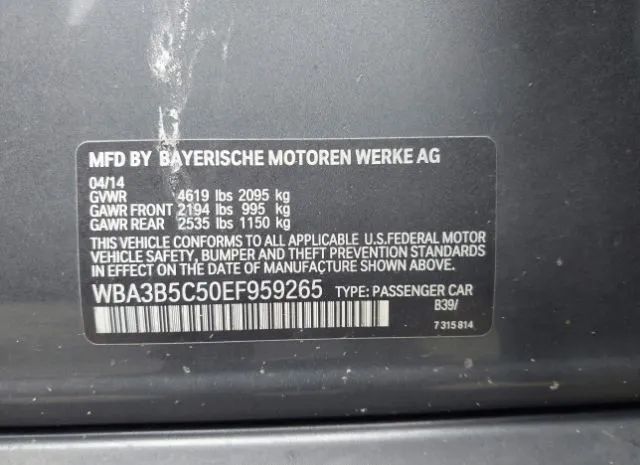 MFD BY BAYERISCHE MOTOREN WERKE AG
04/14
GVWR 4619 lbs 2095 kg
GAWR FRONT 2194 lbs 995 kg
GAWR REAR 2535 lbs 1150 kg
THIS VEHICLE CONFORMS TO ALL APPLICABLE U.S.FEDERAL MOTOR
VEHICLE SAFETY, BUMPER AND THEFT PREVENTION STANDARDS
IN EFFECT ON THE DATE OF MANUFACTURE SHOWN ABOVE.
WBA3B5C50EF959265 TYPE: PASSENGER CAR
B39/
7315814